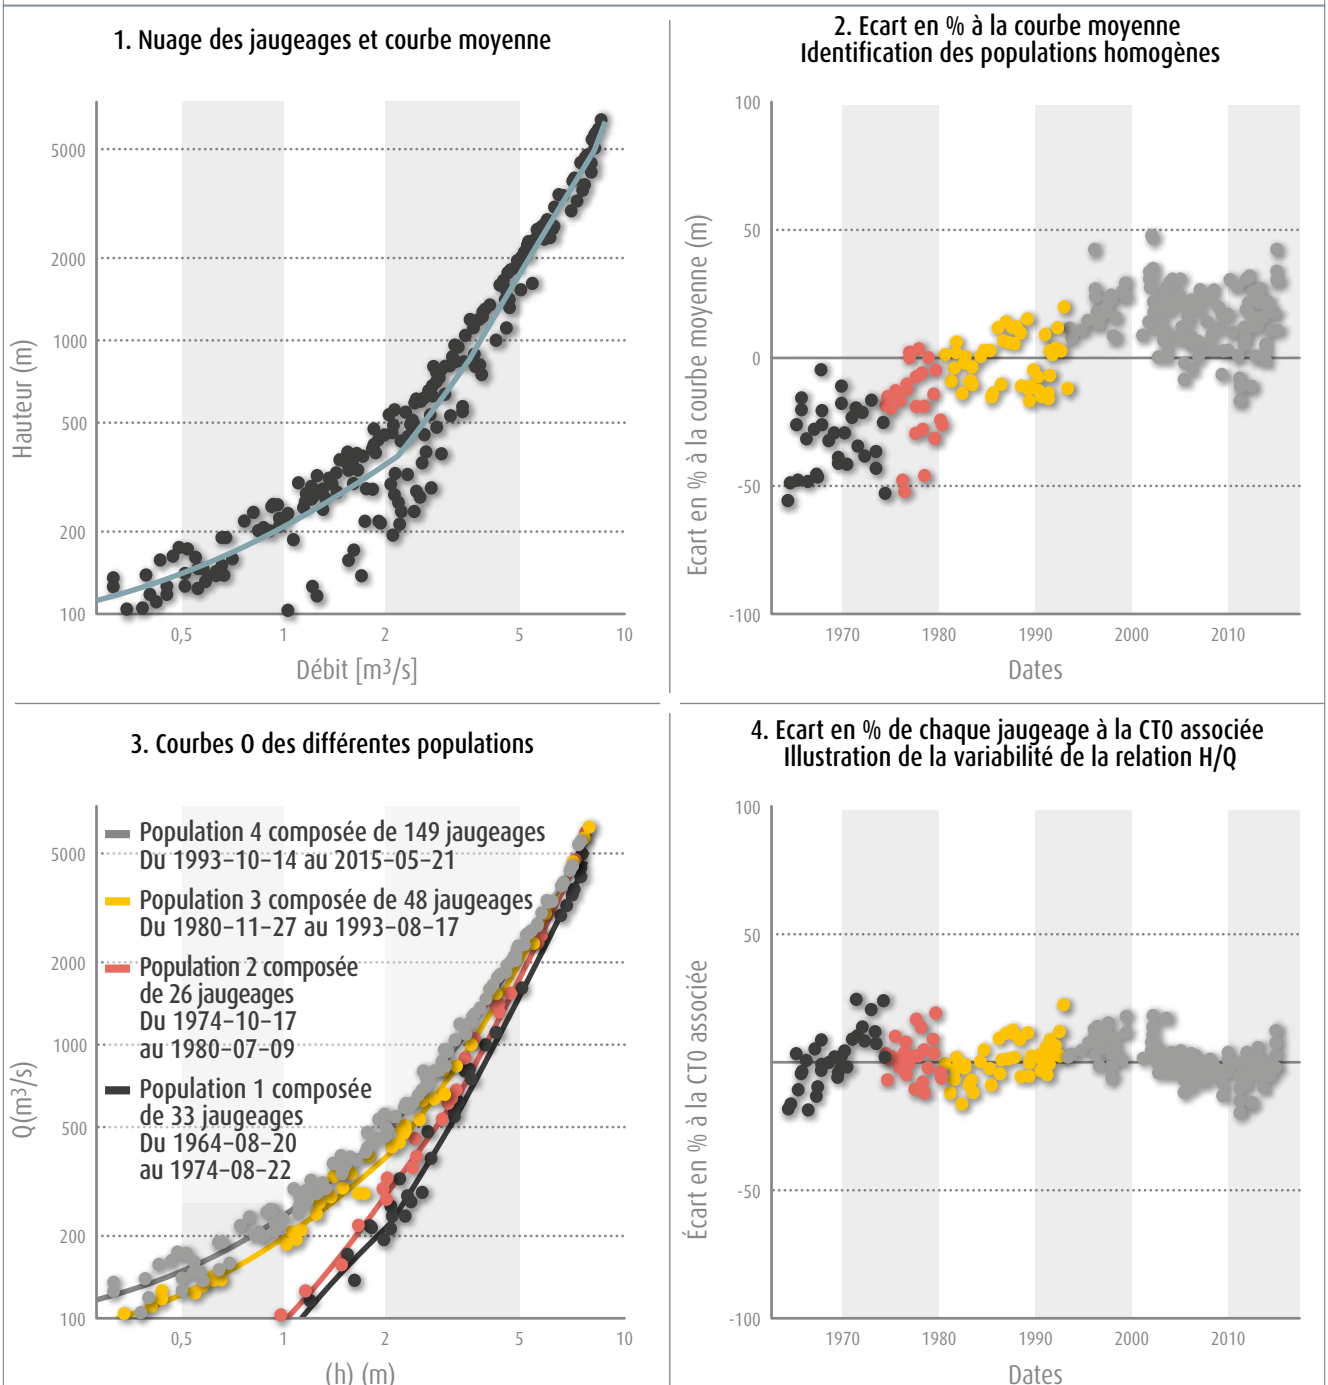 1. Nuage des jaugeages et courbe moyenne
5000
2000
1000
500
200
100
Hauteur (m)
0,5 1 2 5 10
Débit [m³/s]
2. Ecart en % à la courbe moyenne
Identification des populations homogènes
100
50
0
-50
-100
Ecart en % à la courbe moyenne (m)
1970 1980 1990 2000 2010
Dates
3. Courbes O des différentes populations
Population 4 composée de 149 jaugeages
Du 1993-10-14 au 2015-05-21
Population 3 composée de 48 jaugeages
Du 1980-11-27 au 1993-08-17
Population 2 composée
de 26 jaugeages
Du 1974-10-17
au 1980-07-09
Population 1 composée
de 33 jaugeages
Du 1964-08-20
au 1974-08-22
5000
2000
1000
500
200
100
Q(m³/s)
0,5 1 2 5 10
(h) (m)
4. Ecart en % de chaque jaugeage à la CT0 associée
Illustration de la variabilité de la relation H/Q
100
50
0
-50
-100
Écart en % à la CT0 associée
1970 1980 1990 2000 2010
Dates